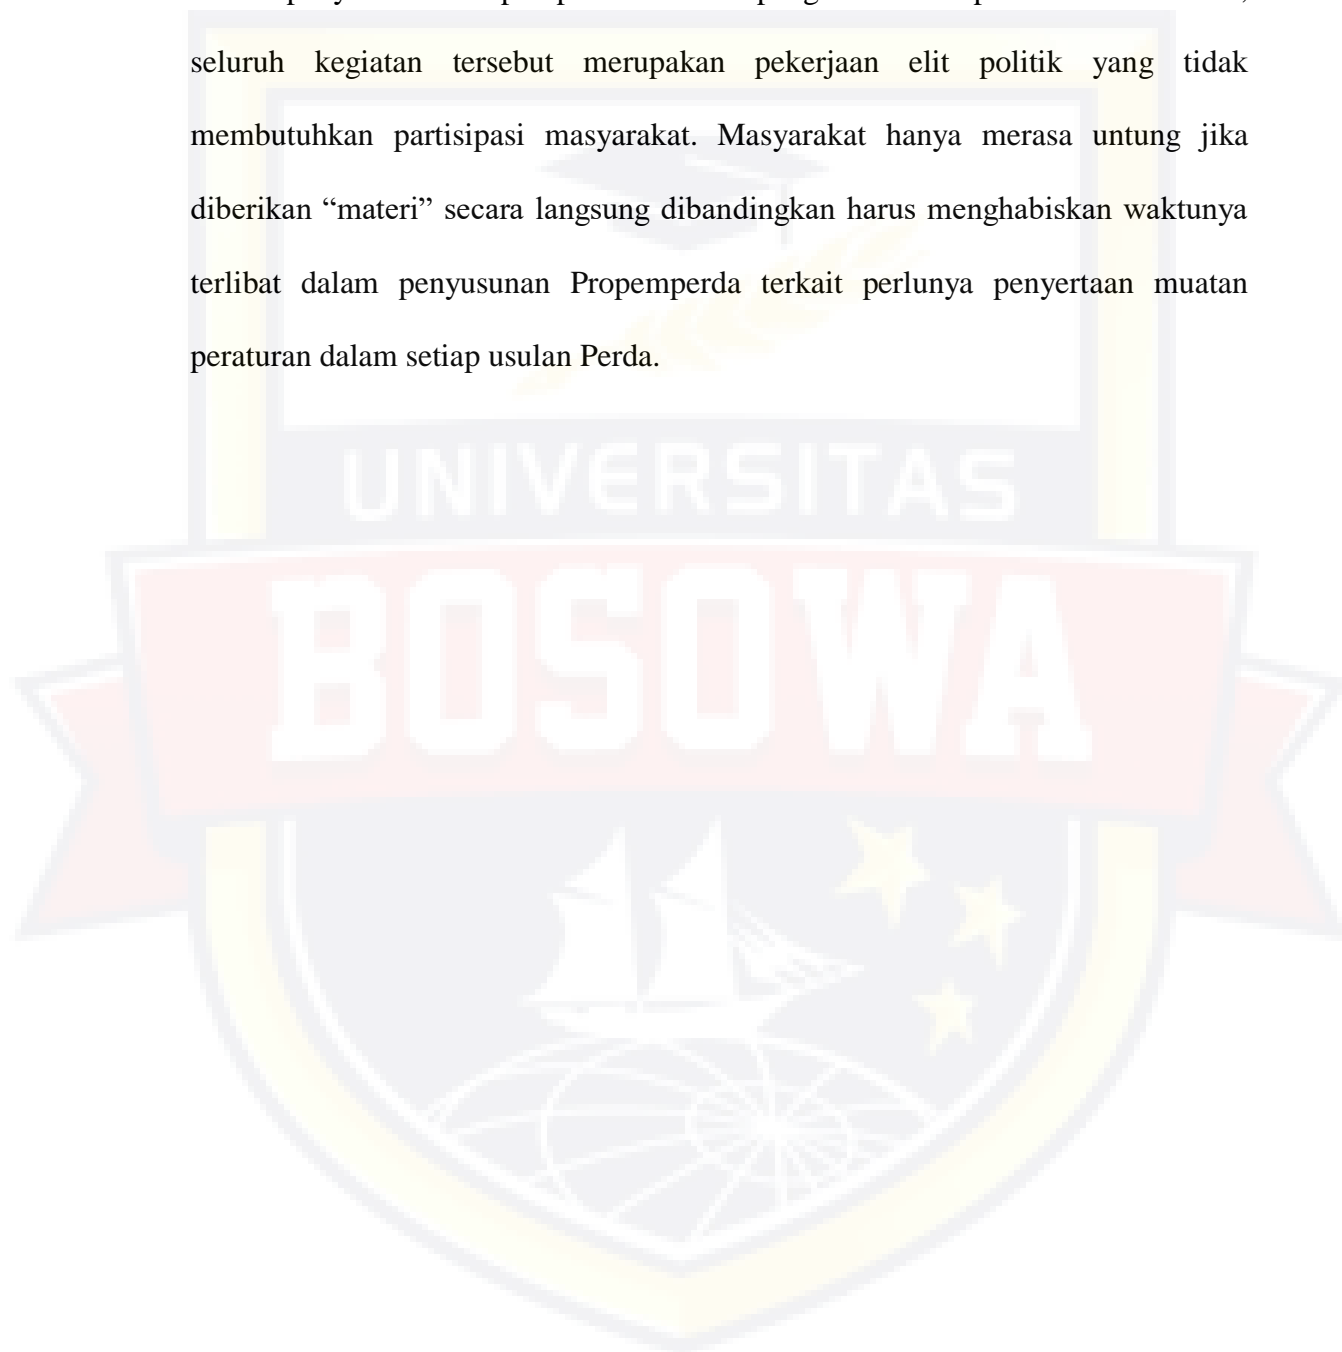 seluruh kegiatan tersebut merupakan pekerjaan elit politik yang tidak
membutuhkan partisipasi masyarakat. Masyarakat hanya merasa untung jika
diberikan “materi” secara langsung dibandingkan harus menghabiskan waktunya
terlibat dalam penyusunan Propemperda terkait perlunya penyertaan muatan
peraturan dalam setiap usulan Perda.
UNIVERSITAS
BOSOWA